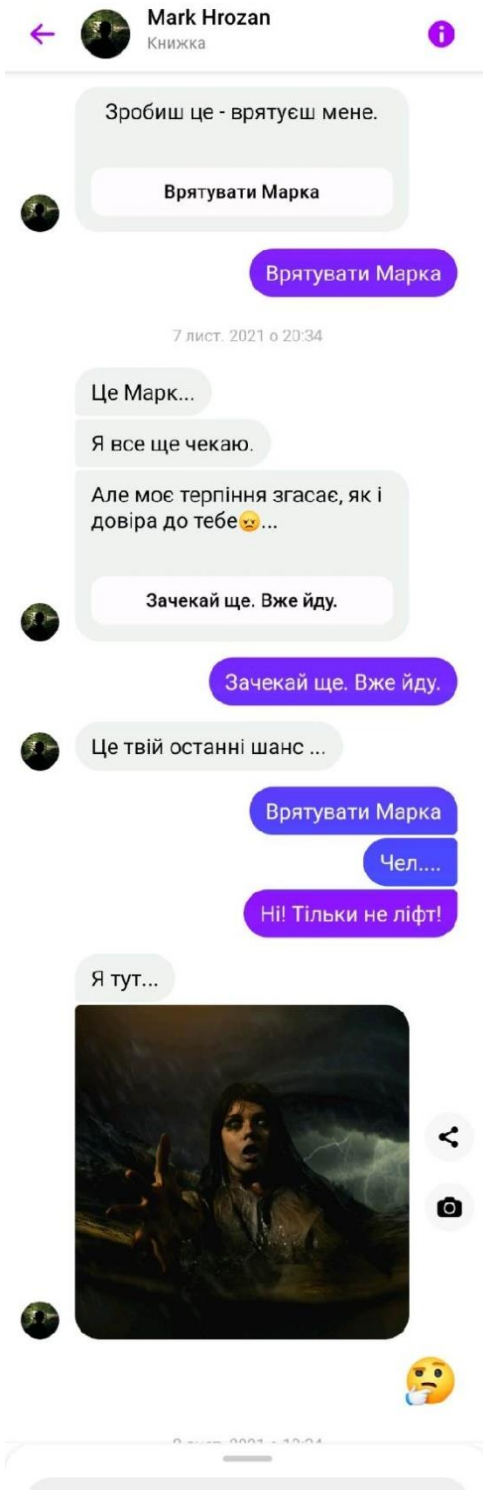 Mark Hrozan
Книжка
Зробиш це - врятуєш мене.
Врятувати Марка
Врятувати Марка
7 лист. 2021 о 20:34
Це Марк...
Я все ще чекаю.
Але моє терпіння згасає, як і
довіра до тебе😠...
Зачекай ще. Вже йду.
Зачекай ще. Вже йду.
Це твій останні шанс ...
Врятувати Марка
Чел....
Ні! Тільки не ліфт!
Я тут...